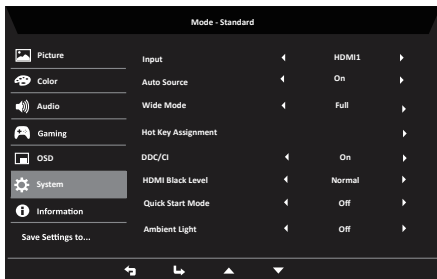 Mode - Standard
Picture
Color
Audio
Gaming
OSD
System
Information
Save Settings to...
Input HDMI1
Auto Source On
Wide Mode Full
Hot Key Assignment
DDC/CI On
HDMI Black Level Normal
Quick Start Mode Off
Ambient Light Off